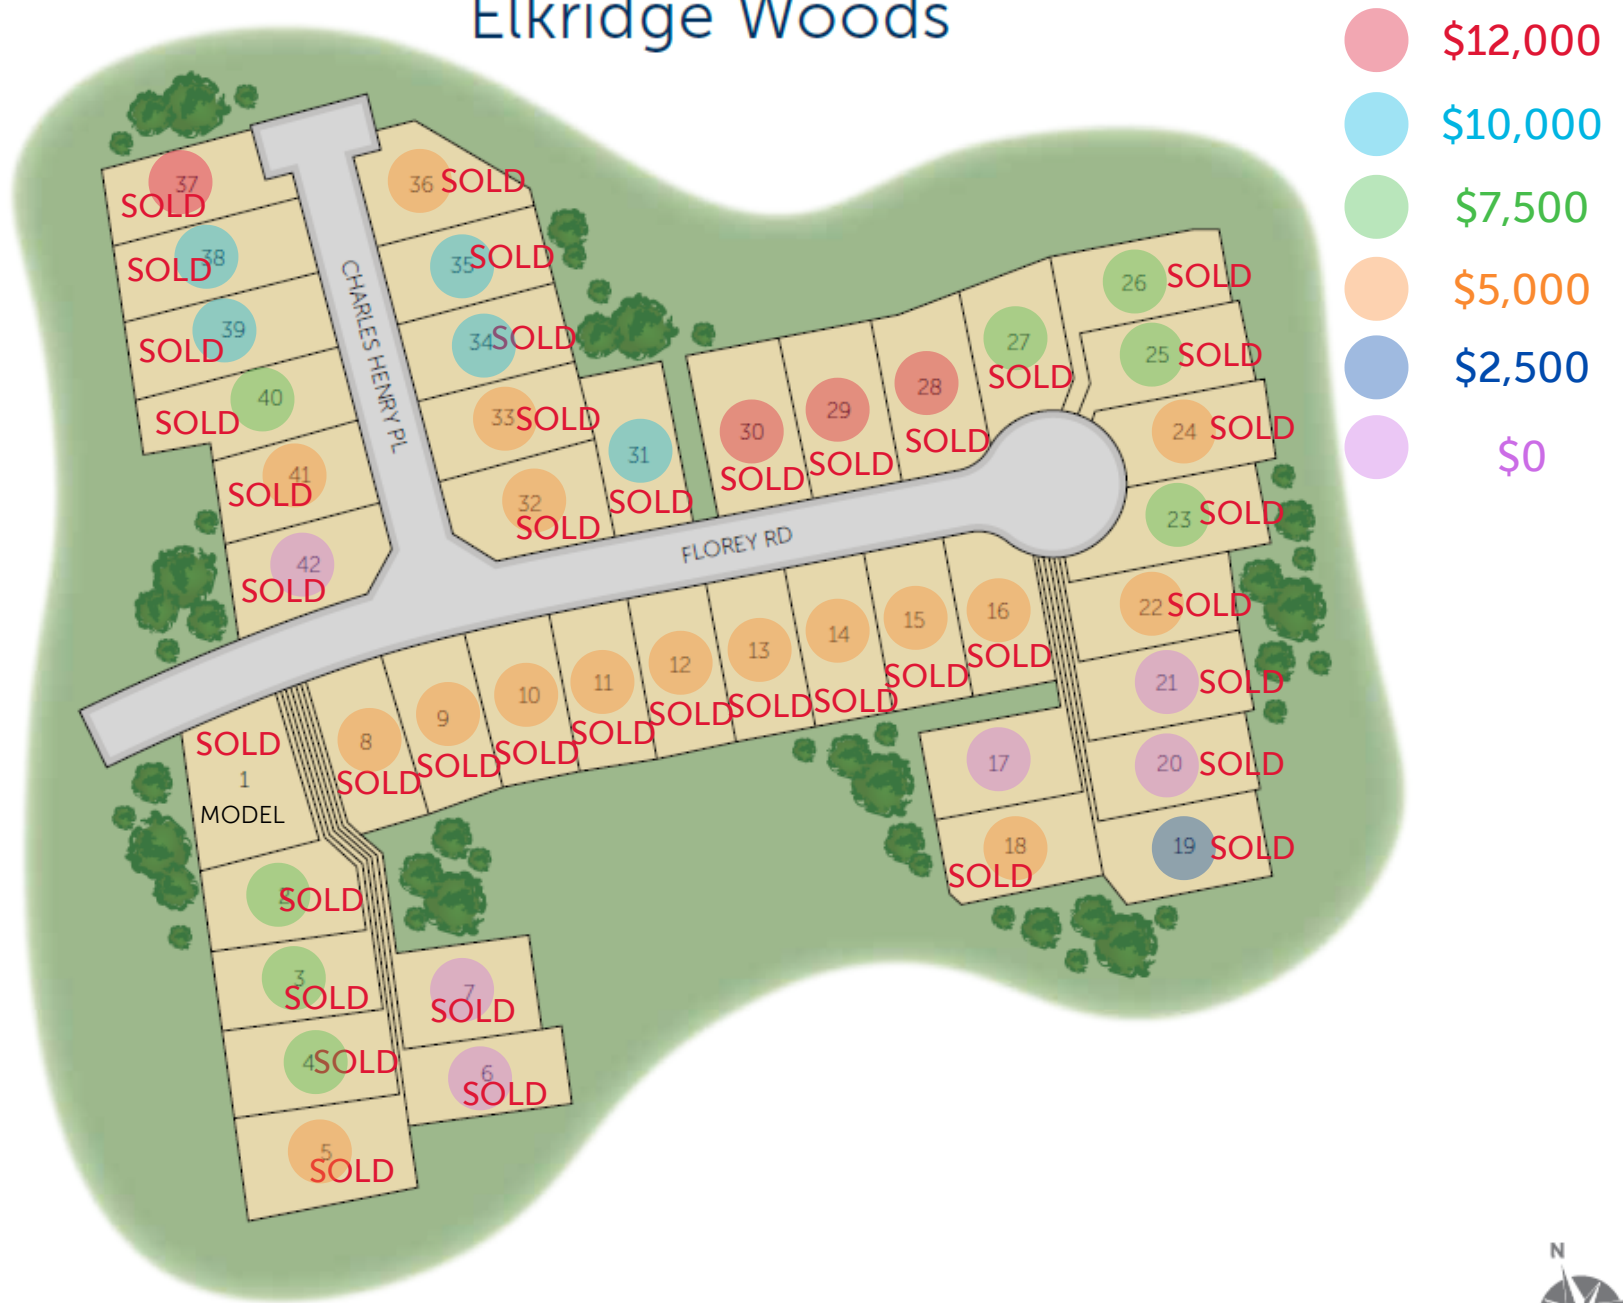 Elkridge Woods
$12,000
$10,000
$7,500
$5,000
$2,500
$0
37
SOLD
38
SOLD
39
SOLD
40
SOLD
41
SOLD
42
SOLD
CHARLES HENRY PL
36 SOLD
35 SOLD
34 SOLD
33 SOLD
32
SOLD
31
SOLD
30
SOLD
29
SOLD
28
SOLD
27
SOLD
26 SOLD
25 SOLD
24 SOLD
23 SOLD
22 SOLD
21 SOLD
20 SOLD
19 SOLD
FLOREY RD
16
SOLD
15
SOLD
14
SOLD
13
SOLD
12
SOLD
11
SOLD
10
SOLD
9
SOLD
8
SOLD
17
18
SOLD
SOLD
1
MODEL
2 SOLD
3
SOLD
4 SOLD
5
SOLD
7
SOLD
6
SOLD
N